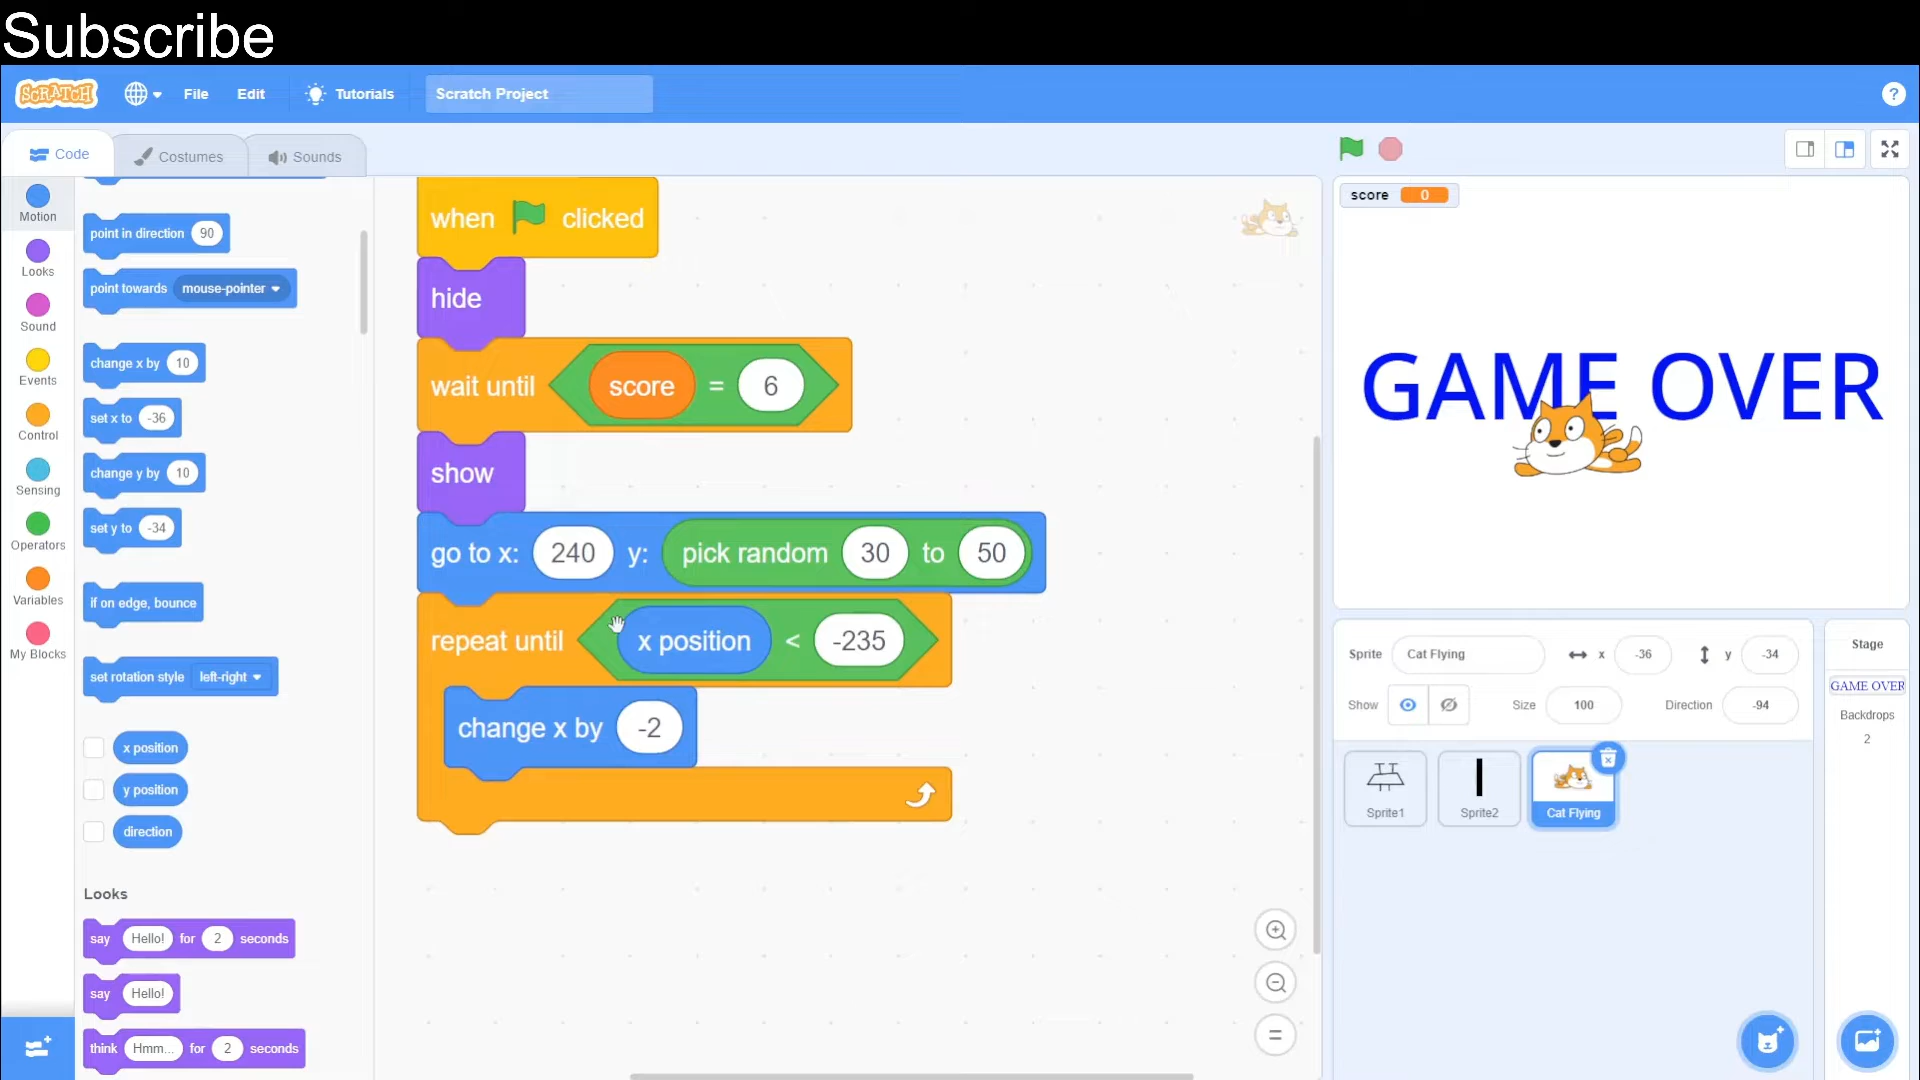 Subscribe
SCRATCH
File
Edit
Tutorials
Scratch Project
?
Code
Costumes
Sounds
Motion
Looks
Sound
Events
Control
Sensing
Operators
Variables
My Blocks
point in direction 90
point towards mouse-pointer
change x by 10
set x to -36
change y by 10
set y to -34
if on edge, bounce
set rotation style left-right
x position
y position
direction
Looks
say Hello! for 2 seconds
say Hello!
think Hmm... for 2 seconds
when clicked
hide
wait until score = 6
show
go to x: 240 y: pick random 30 to 50
repeat until x position < -235
change x by -2
score 0
GAME OVER
Sprite Cat Flying x -36 y -34
Show Size 100 Direction -94
Sprite1
Sprite2
Cat Flying
Stage
GAME OVER
Backdrops
2